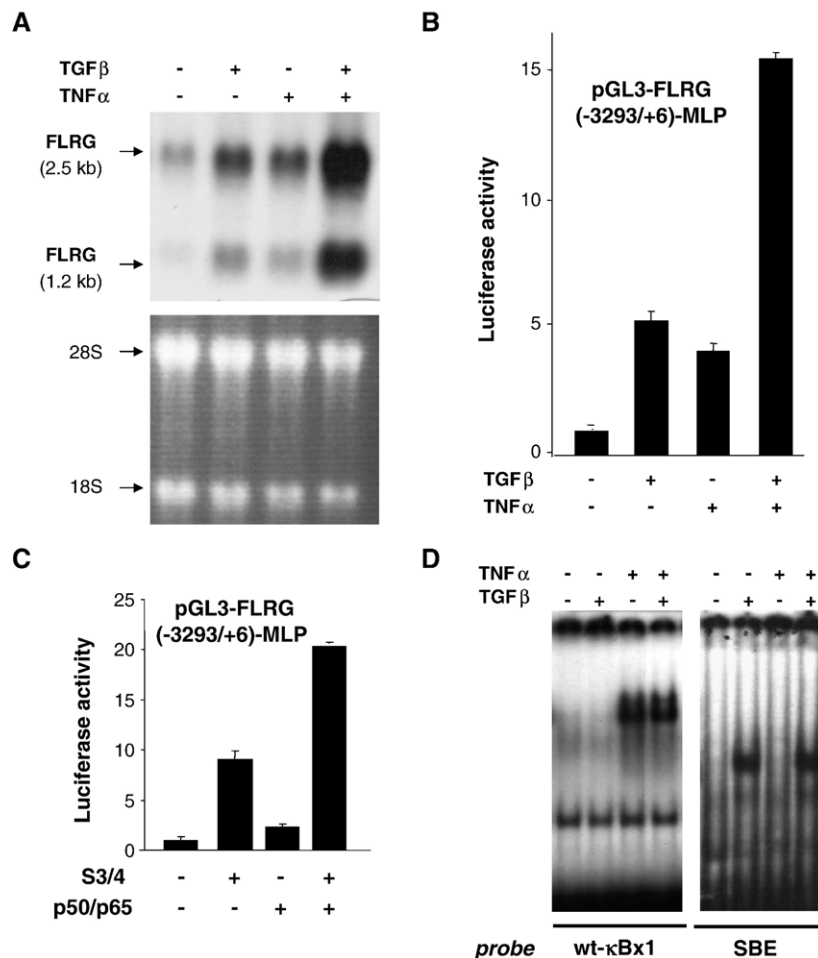 A
TGFβ - + - +
TNFα - - + +
FLRG
(2.5 kb)
FLRG
(1.2 kb)
28S
18S
B
pGL3-FLRG
(-3293/+6)-MLP
Luciferase activity
15
10
5
0
TGFβ - + - +
TNFα - - + +
C
pGL3-FLRG
(-3293/+6)-MLP
Luciferase activity
25
20
15
10
5
0
S3/4 - + - +
p50/p65 - - + +
D
TNFα - - + + - - + +
TGFβ - + - + - + - +
probe wt-κBx1 SBE